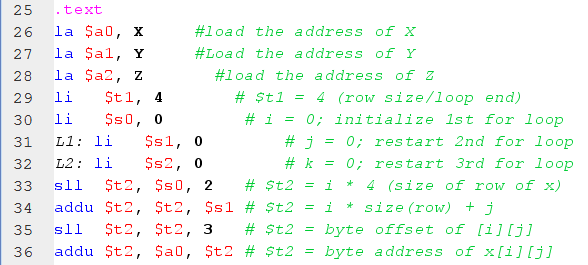 25 .text
26 la $a0, X #load the address of X
27 la $a1, Y #Load the address of Y
28 la $a2, Z #load the address of Z
29 li $t1, 4 # $t1 = 4 (row size/loop end)
30 li $s0, 0 # i = 0; initialize 1st for loop
31 L1: li $s1, 0 # j = 0; restart 2nd for loop
32 L2: li $s2, 0 # k = 0; restart 3rd for loop
33 sll $t2, $s0, 2 # $t2 = i * 4 (size of row of x)
34 addu $t2, $t2, $s1 # $t2 = i * size(row) + j
35 sll $t2, $t2, 3 # $t2 = byte offset of [i][j]
36 addu $t2, $a0, $t2 # $t2 = byte address of x[i][j]